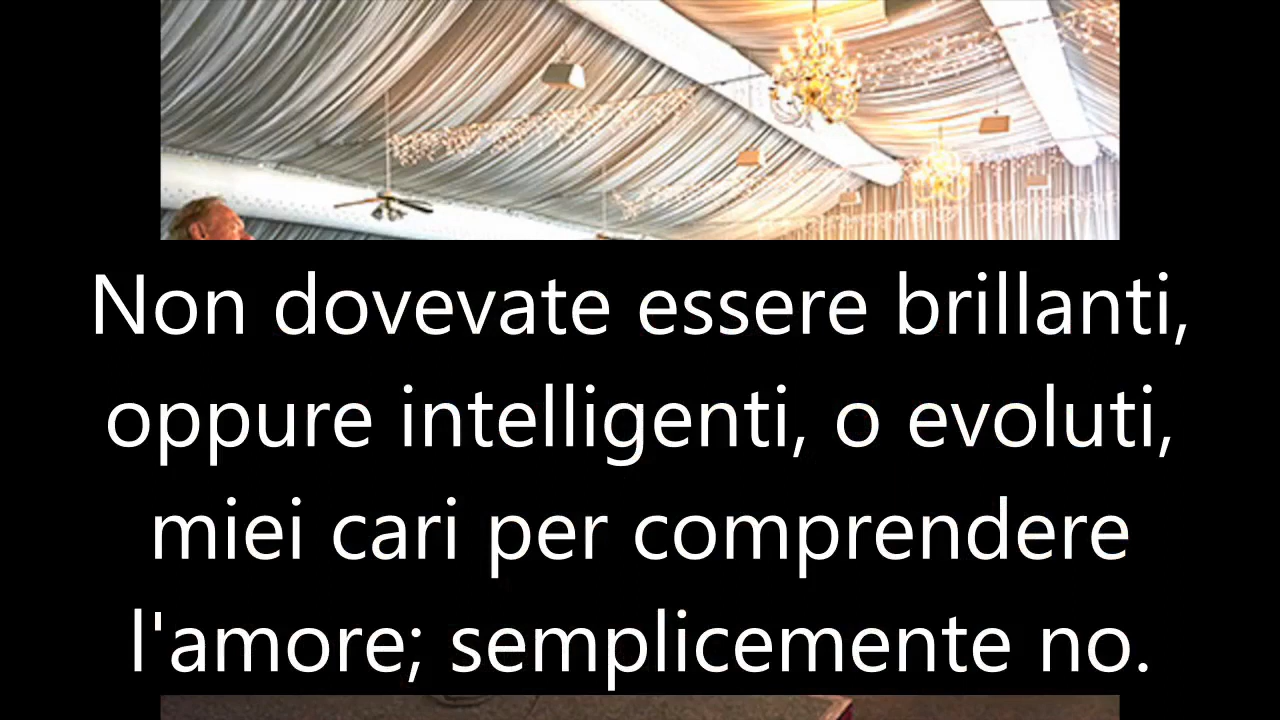 Non dovevate essere brillanti,
oppure intelligenti, o evoluti,
miei cari per comprendere
l'amore; semplicemente no.